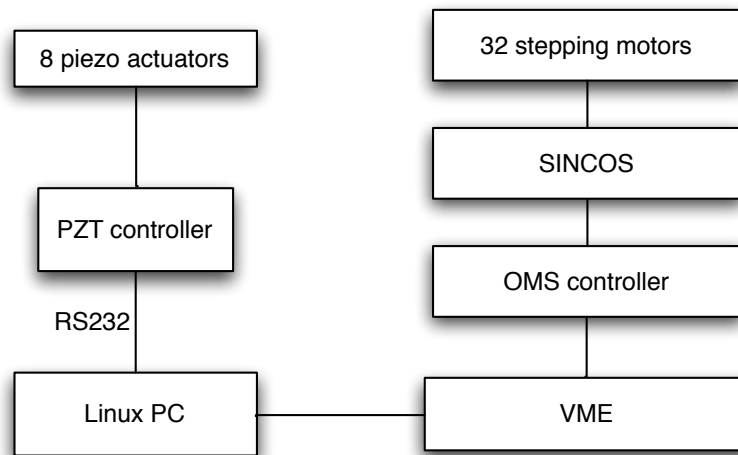 8 piezo actuators
32 stepping motors
SINCOS
PZT controller
OMS controller
RS232
Linux PC
VME